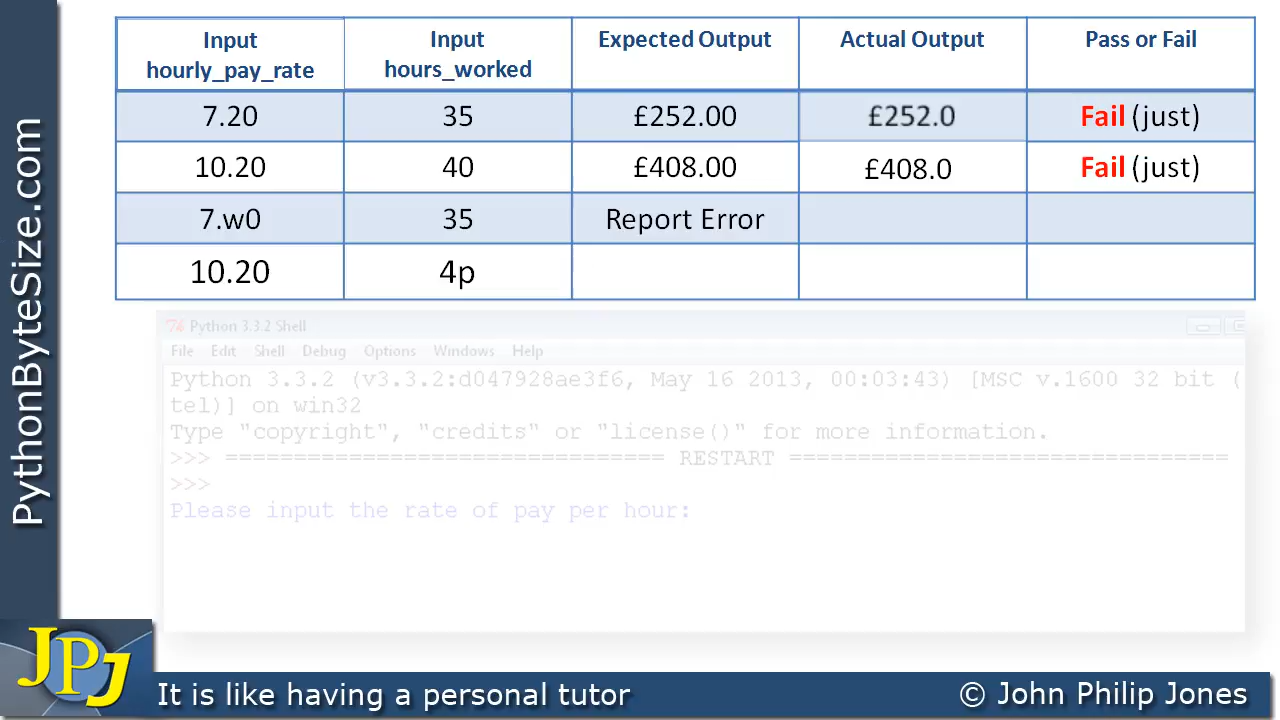 Input
hourly_pay_rate
Input
hours_worked
Expected Output
Actual Output
Pass or Fail
7.20
35
£252.00
£252.0
Fail (just)
10.20
40
£408.00
£408.0
Fail (just)
7.w0
35
Report Error
10.20
4p
Python 3.3.2 Shell
File Edit Shell Debug Options Windows Help
Python 3.3.2 (v3.3.2:d047928ae3f6, May 16 2013, 00:03:43) [MSC v.1600 32 bit (
tel)] on win32
Type "copyright", "credits" or "license()" for more information.
>>> ================================ RESTART ================================
>>>
Please input the rate of pay per hour:
PythonByteSize.com
JPJ
It is like having a personal tutor
© John Philip Jones